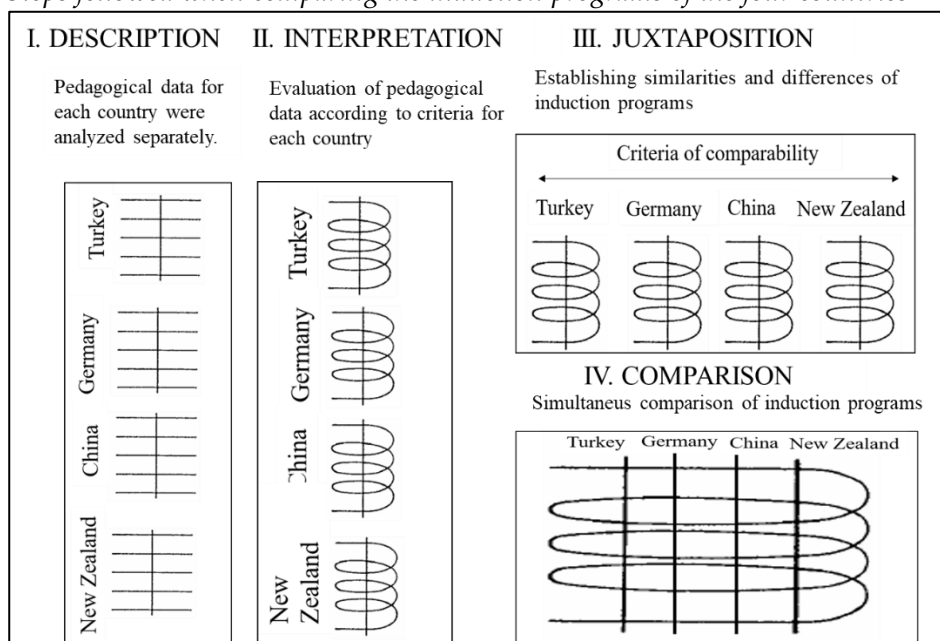 Steps followed when comparing the induction programs of the four countries
I. DESCRIPTION
Pedagogical data for
each country were
analyzed separately.
Turkey
Germany
China
New Zealand
II. INTERPRETATION
Evaluation of pedagogical
data according to criteria for
each country
Turkey
Germany
China
New
Zealand
III. JUXTAPOSITION
Establishing similarities and differences of
induction programs
Criteria of comparability
Turkey Germany China New Zealand
IV. COMPARISON
Simultaneus comparison of induction programs
Turkey Germany China New Zealand